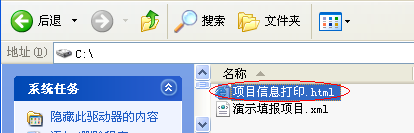 后退 搜索 文件夹
地址(D) C:\
名称
系统任务 项目信息打印.html
隐藏此驱动器的内容 演示填报项目.xml